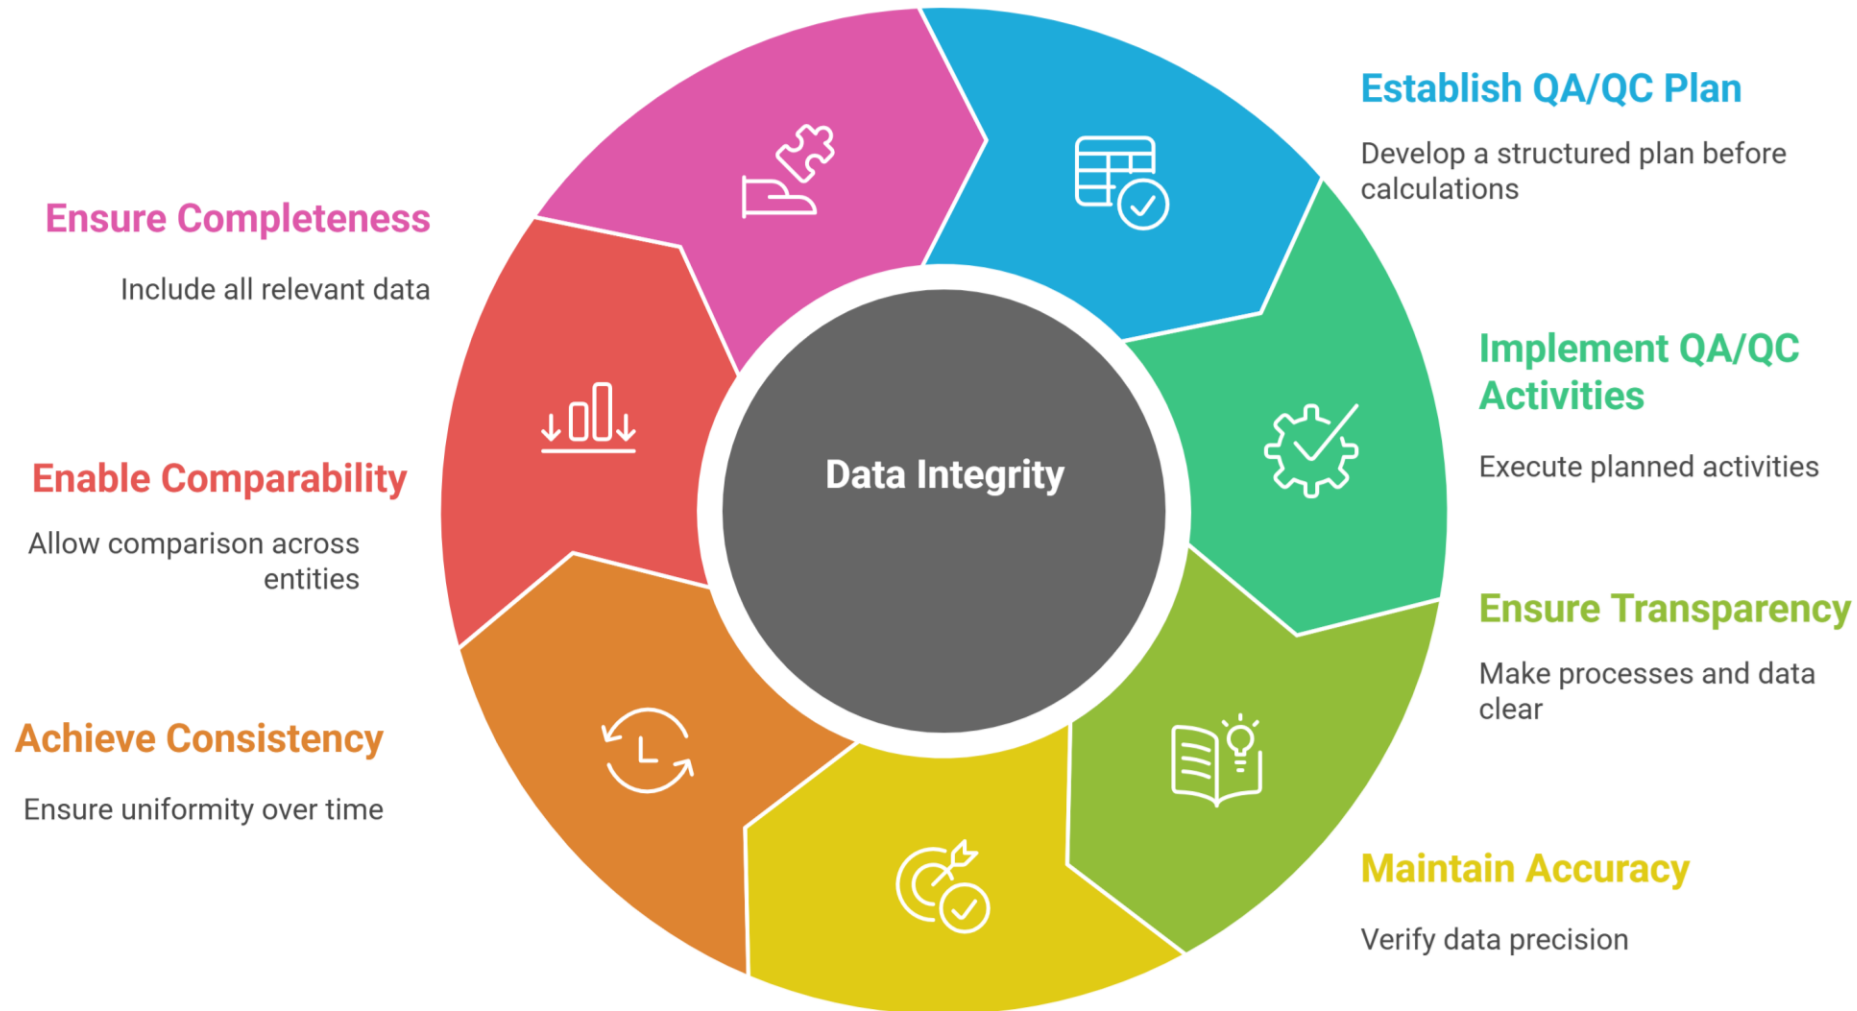 Establish QA/QC Plan
Develop a structured plan before
calculations
Implement QA/QC
Activities
Execute planned activities
Ensure Transparency
Make processes and data
clear
Maintain Accuracy
Verify data precision
Achieve Consistency
Ensure uniformity over time
Enable Comparability
Allow comparison across
entities
Ensure Completeness
Include all relevant data
Data Integrity